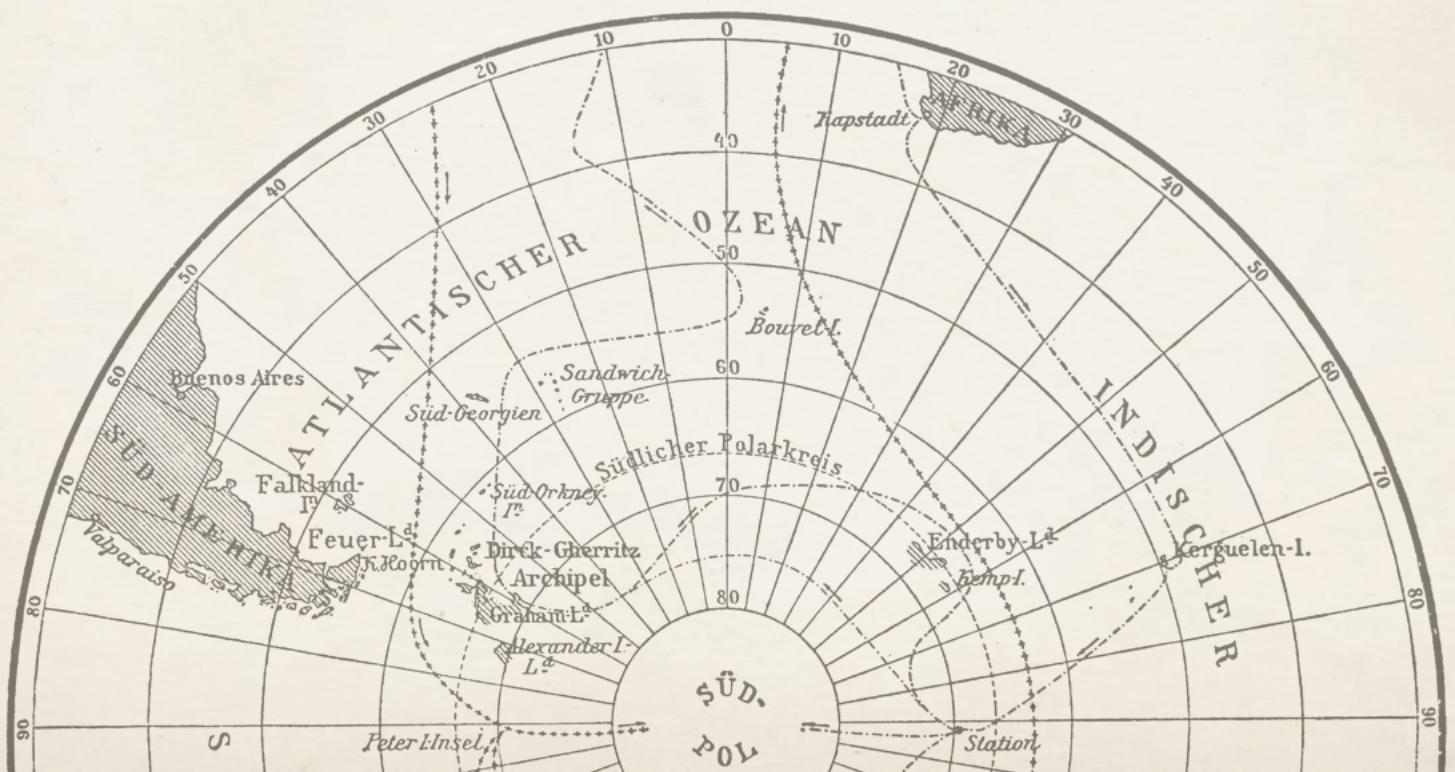 0
10
10
20
20
30
30
40
40
50
50
60
60
70
70
80
80
90
90
40
50
60
70
80
AFRIKA
Kapstadt
ATLANTISCHER
OZEAN
INDISCHER
Bouvet-I.
Buenos Aires
Sandwich-
Gruppe
Süd-Georgien
SÜD-AMERIKA
Südlicher Polarkreis
Falkland-
Iⁿ
Süd-Orkney-
Iⁿ
Feuer-Lᵈ
K. Hoorn
Valparaiso
Dirck-Gherritz
Archipel
Graham-Lᵈ
Alexander I.-
Lᵈ
Enderby-Lᵈ
Kemp-I.
Kerguelen-I.
SÜD-
POL
S
Peter I-Insel
Station